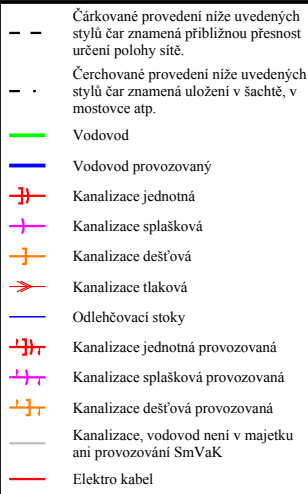 Čárkované provedení níže uvedených
stylů čar znamená přibližnou přesnost
určení polohy sítě.
Čerchované provedení níže uvedených
stylů čar znamená uložení v šachtě, v
mostovce atp.
Vodovod
Vodovod provozovaný
Kanalizace jednotná
Kanalizace splašková
Kanalizace dešťová
Kanalizace tlaková
Odlehčovací stoky
Kanalizace jednotná provozovaná
Kanalizace splašková provozovaná
Kanalizace dešťová provozovaná
Kanalizace, vodovod není v majetku
ani provozování SmVaK
Elektro kabel